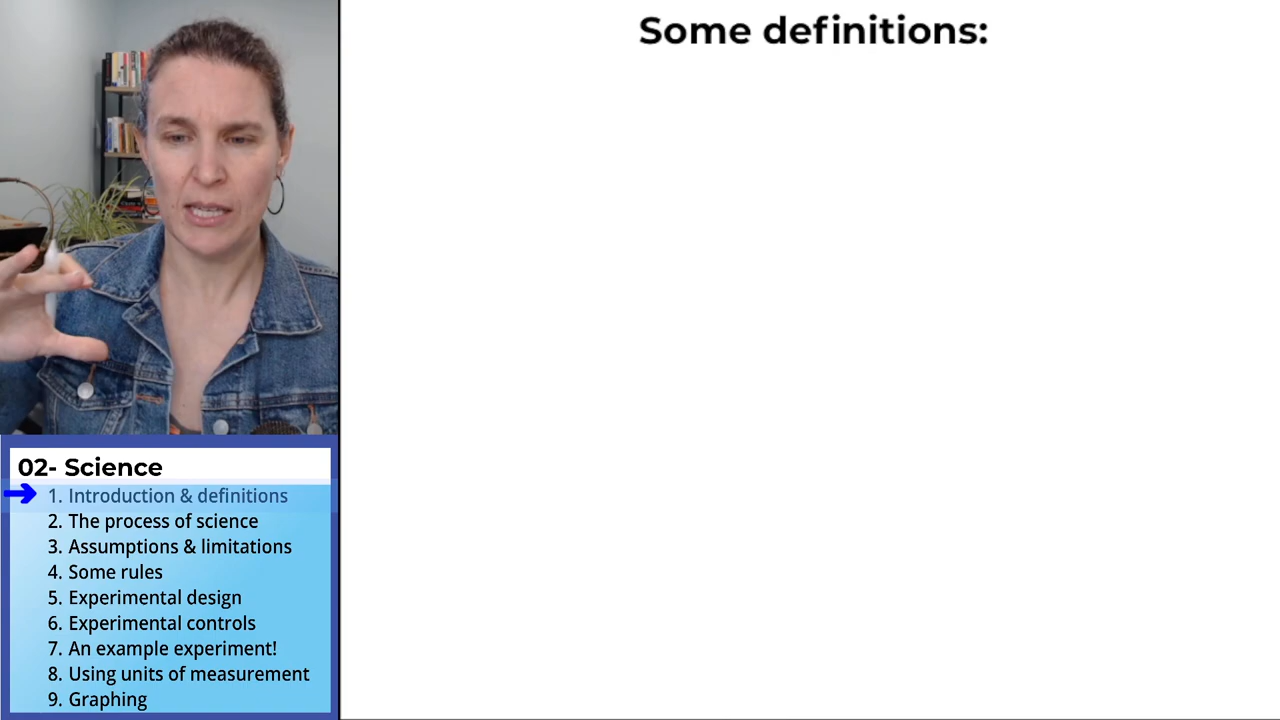 Some definitions:
02- Science
1. Introduction & definitions
2. The process of science
3. Assumptions & limitations
4. Some rules
5. Experimental design
6. Experimental controls
7. An example experiment!
8. Using units of measurement
9. Graphing